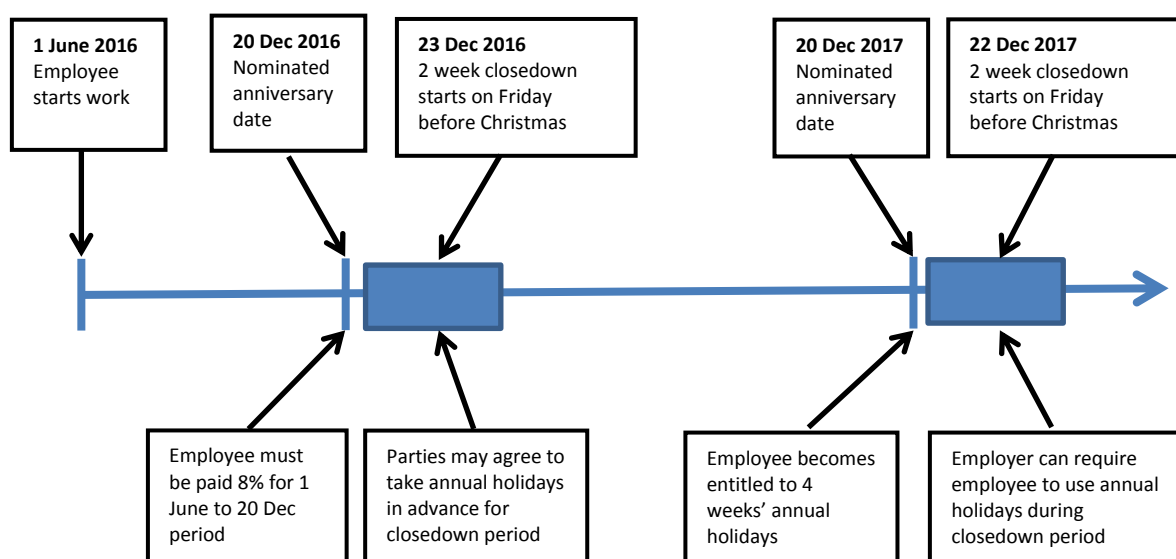 1 June 2016
Employee
starts work
20 Dec 2016
Nominated
anniversary
date
23 Dec 2016
2 week closedown
starts on Friday
before Christmas
20 Dec 2017
Nominated
anniversary
date
22 Dec 2017
2 week closedown
starts on Friday
before Christmas
Employee must
be paid 8% for 1
June to 20 Dec
period
Parties may agree to
take annual holidays
in advance for
closedown period
Employee becomes
entitled to 4
weeks’ annual
holidays
Employer can require
employee to use annual
holidays during
closedown period